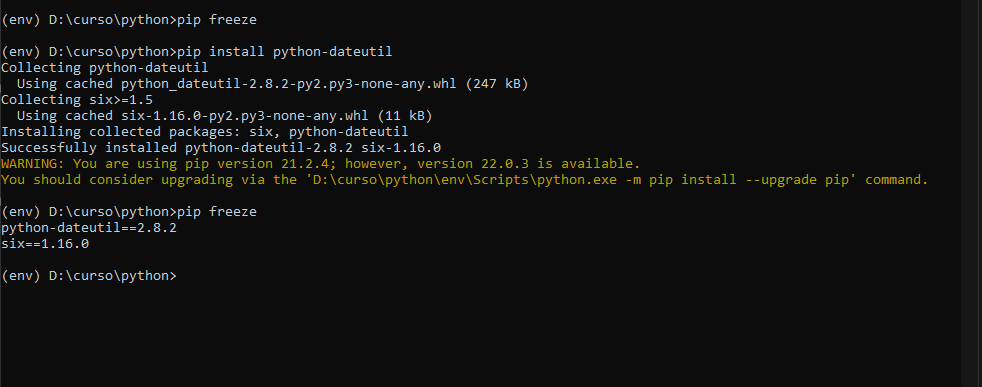 (env) D:\curso\python>pip freeze
(env) D:\curso\python>pip install python-dateutil
Collecting python-dateutil
  Using cached python_dateutil-2.8.2-py2.py3-none-any.whl (247 kB)
Collecting six>=1.5
  Using cached six-1.16.0-py2.py3-none-any.whl (11 kB)
Installing collected packages: six, python-dateutil
Successfully installed python-dateutil-2.8.2 six-1.16.0
WARNING: You are using pip version 21.2.4; however, version 22.0.3 is available.
You should consider upgrading via the 'D:\curso\python\env\Scripts\python.exe -m pip install --upgrade pip' command.
(env) D:\curso\python>pip freeze
python-dateutil==2.8.2
six==1.16.0
(env) D:\curso\python>